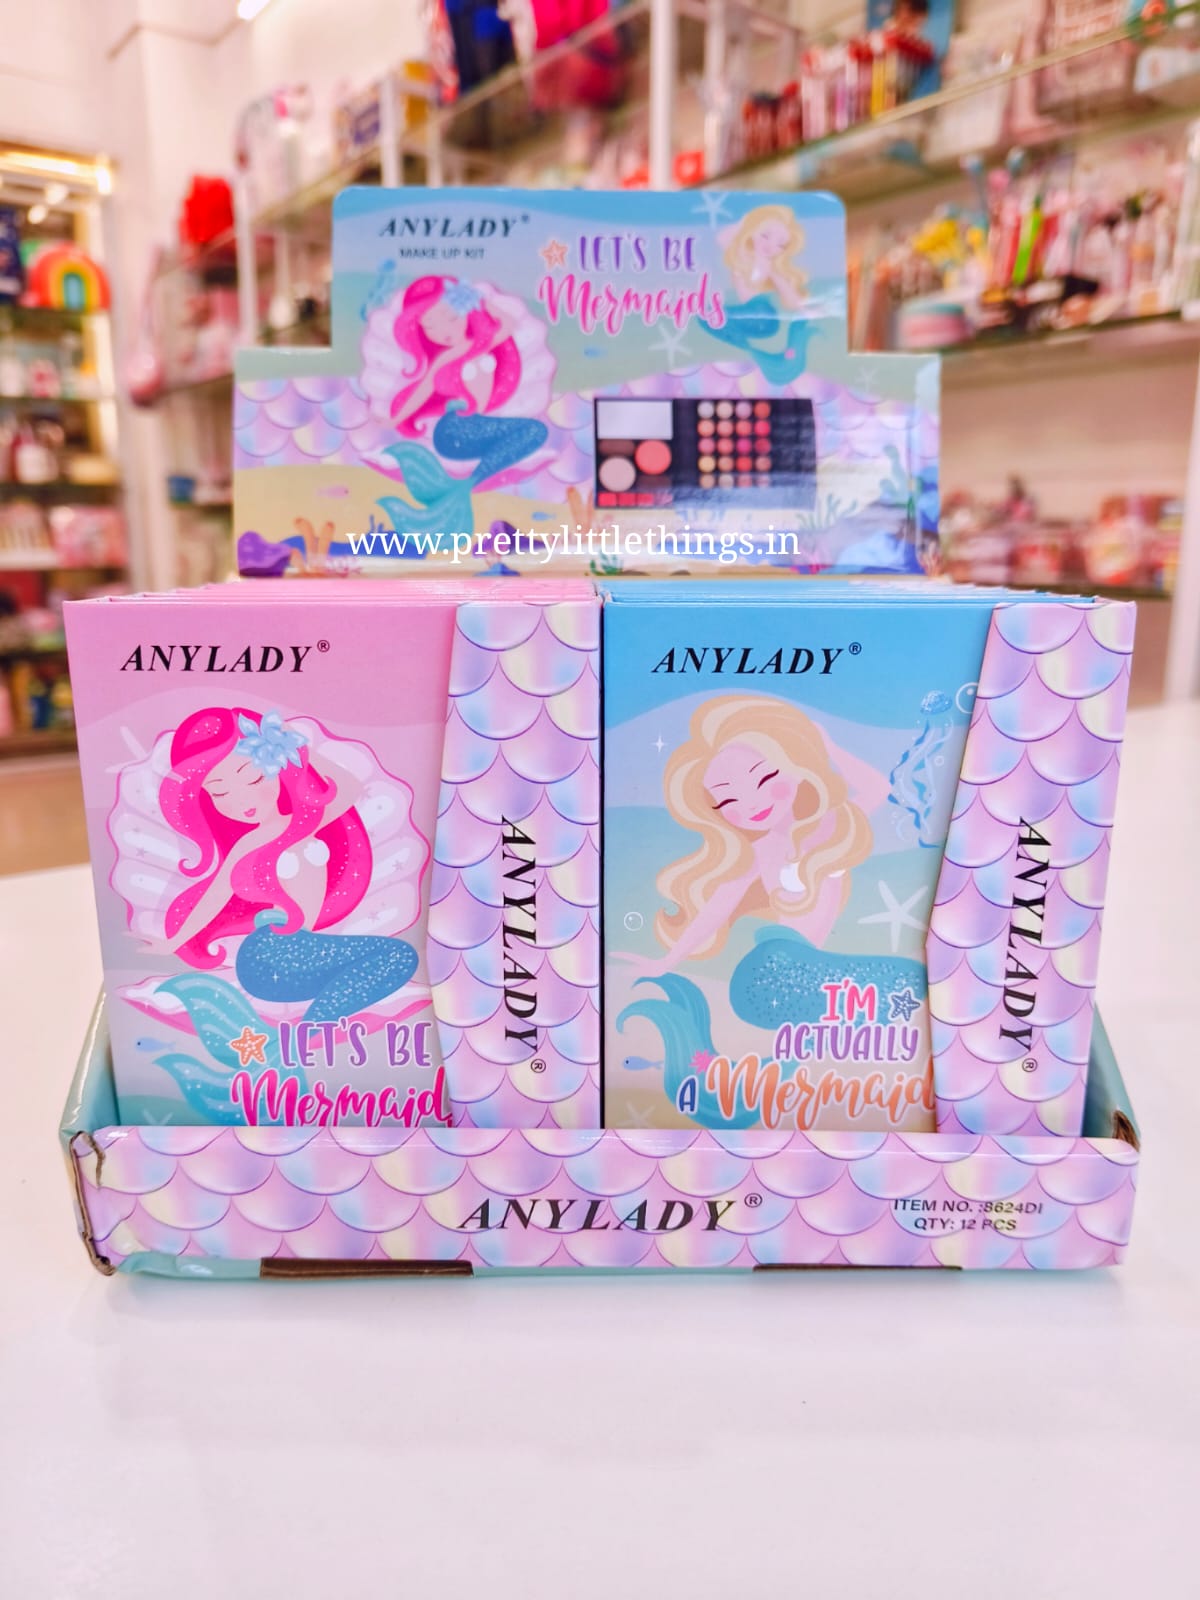 ANYLADY®
MAKE UP KIT
LET'S BE
Mermaids
www.prettylittlethings.in
ANYLADY®
ANYLADY®
LET'S BE
Mermaid
ANYLADY®
I'M
ACTUALLY
A Mermaid
ANYLADY®
ANYLADY®
ITEM NO. :8624DI
QTY: 12 PCS